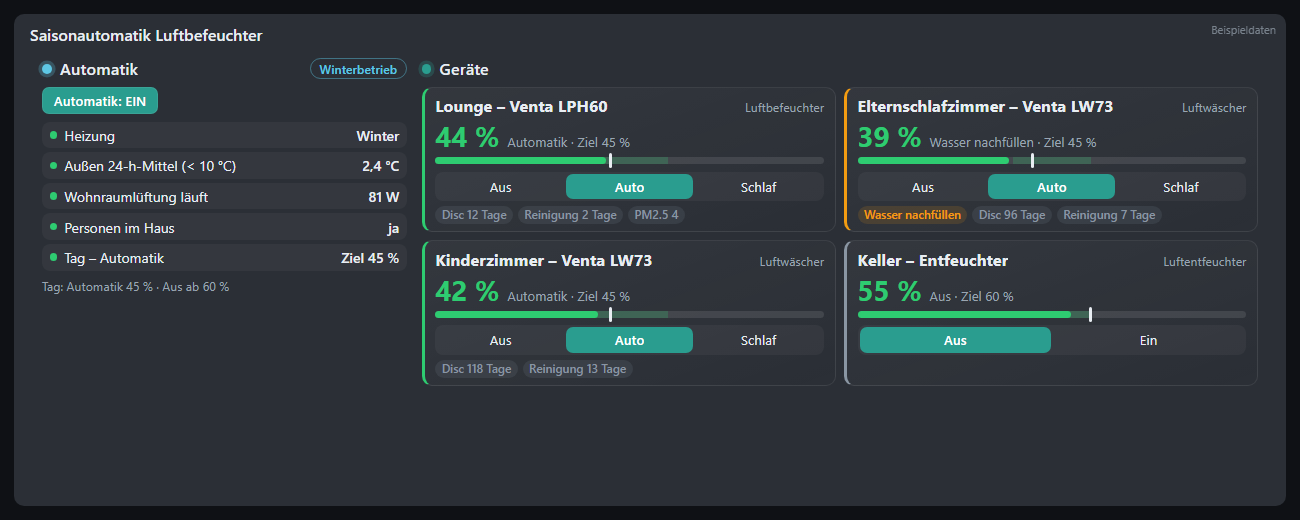 Saisonautomatik Luftbefeuchter
Beispieldaten
Automatik
Winterbetrieb
Automatik: EIN
Heizung Winter
Außen 24-h-Mittel (< 10 °C) 2,4 °C
Wohnraumlüftung läuft 81 W
Personen im Haus ja
Tag – Automatik Ziel 45 %
Tag: Automatik 45 % · Aus ab 60 %
Geräte
Lounge – Venta LPH60 Luftbefeuchter
44 % Automatik · Ziel 45 %
Aus Auto Schlaf
Disc 12 Tage Reinigung 2 Tage PM2.5 4
Elternschlafzimmer – Venta LW73 Luftwäscher
39 % Wasser nachfüllen · Ziel 45 %
Aus Auto Schlaf
Wasser nachfüllen Disc 96 Tage Reinigung 7 Tage
Kinderzimmer – Venta LW73 Luftwäscher
42 % Automatik · Ziel 45 %
Aus Auto Schlaf
Disc 118 Tage Reinigung 13 Tage
Keller – Entfeuchter Luftentfeuchter
55 % Aus · Ziel 60 %
Aus Ein